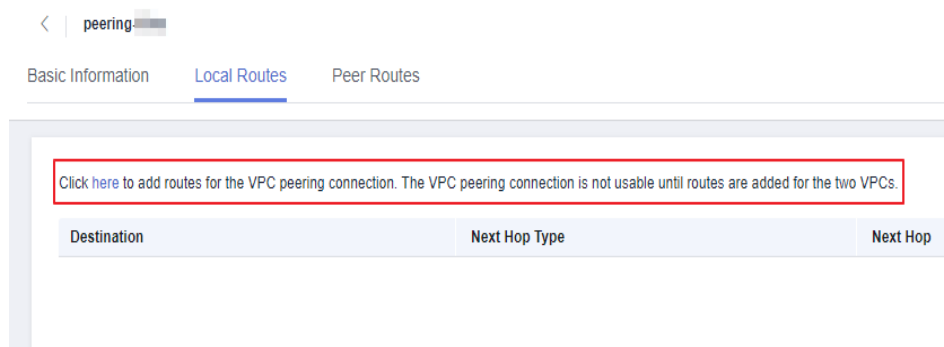 peering-
Basic Information Local Routes Peer Routes
Click here to add routes for the VPC peering connection. The VPC peering connection is not usable until routes are added for the two VPCs.
Destination Next Hop Type Next Hop